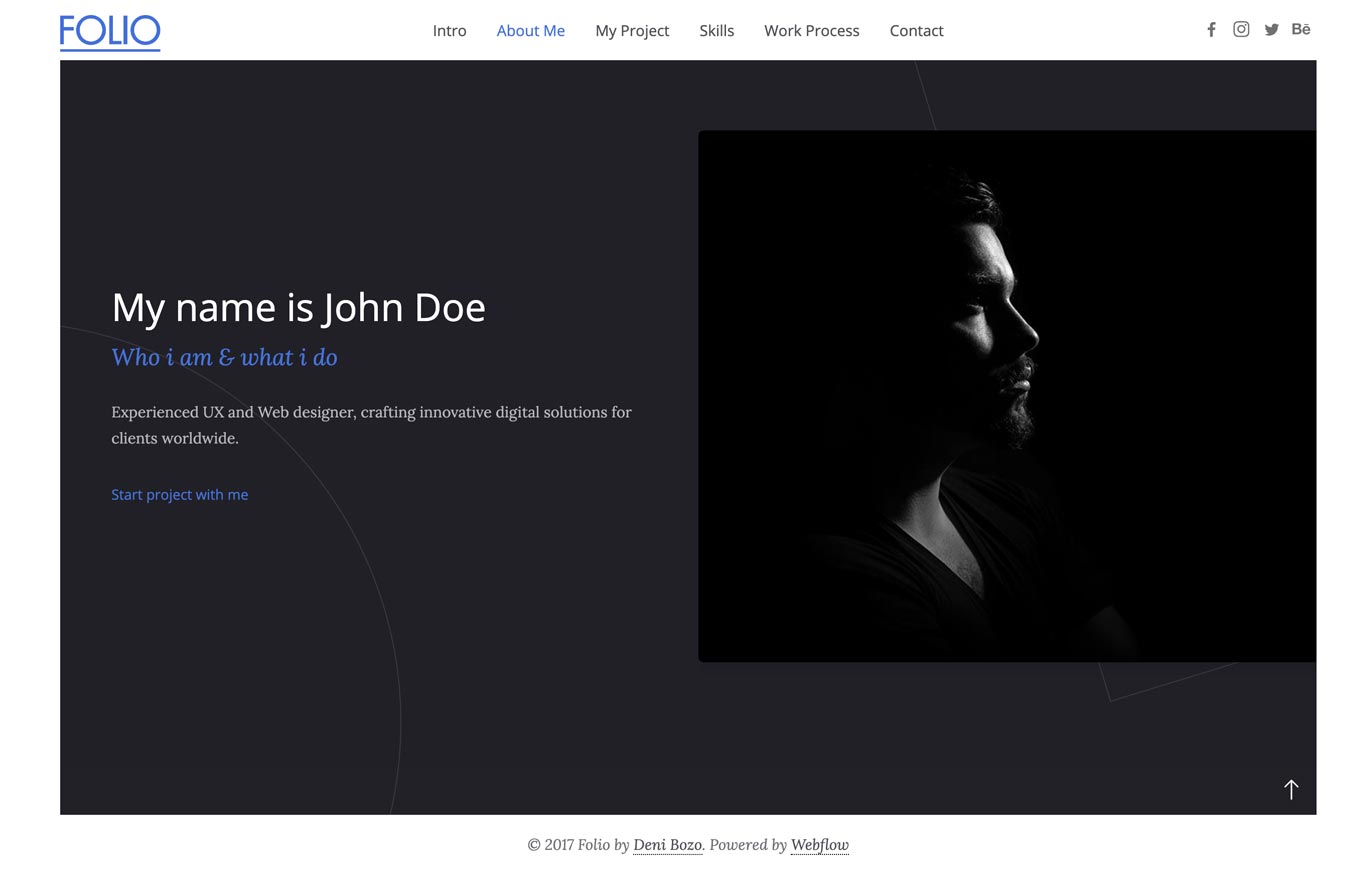 FOLIO
Intro
About Me
My Project
Skills
Work Process
Contact
Bē
My name is John Doe
Who i am & what i do
Experienced UX and Web designer, crafting innovative digital solutions for
clients worldwide.
Start project with me
© 2017 Folio by Deni Bozo. Powered by Webflow